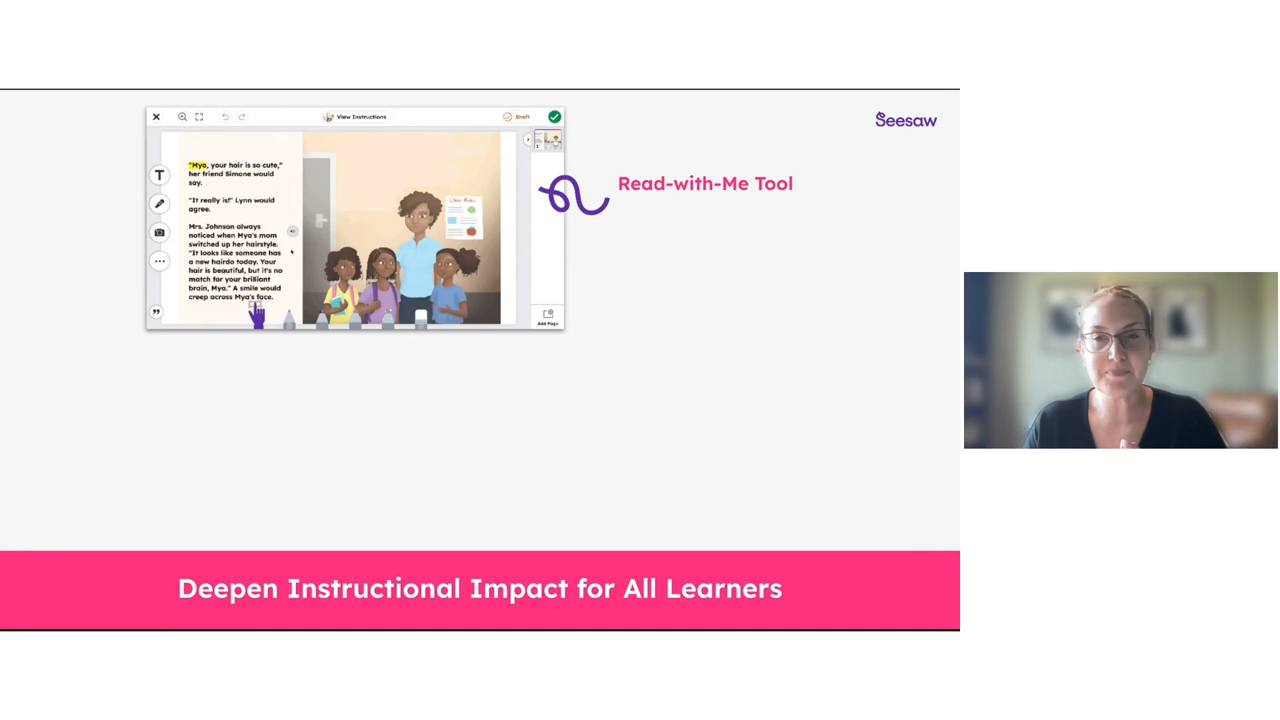 View Instructions
Draft
Seesaw
"Mya, your hair is so cute,"
her friend Simone would
say.
"It really is!" Lynn would
agree.
Mrs. Johnson always
noticed when Mya's mom
switched up her hairstyle.
"It looks like someone has
a new hairdo today. Your
hair is beautiful, but it's no
match for your brilliant
brain, Mya." A smile would
creep across Mya's face.
Read-with-Me Tool
Add Page
Deepen Instructional Impact for All Learners